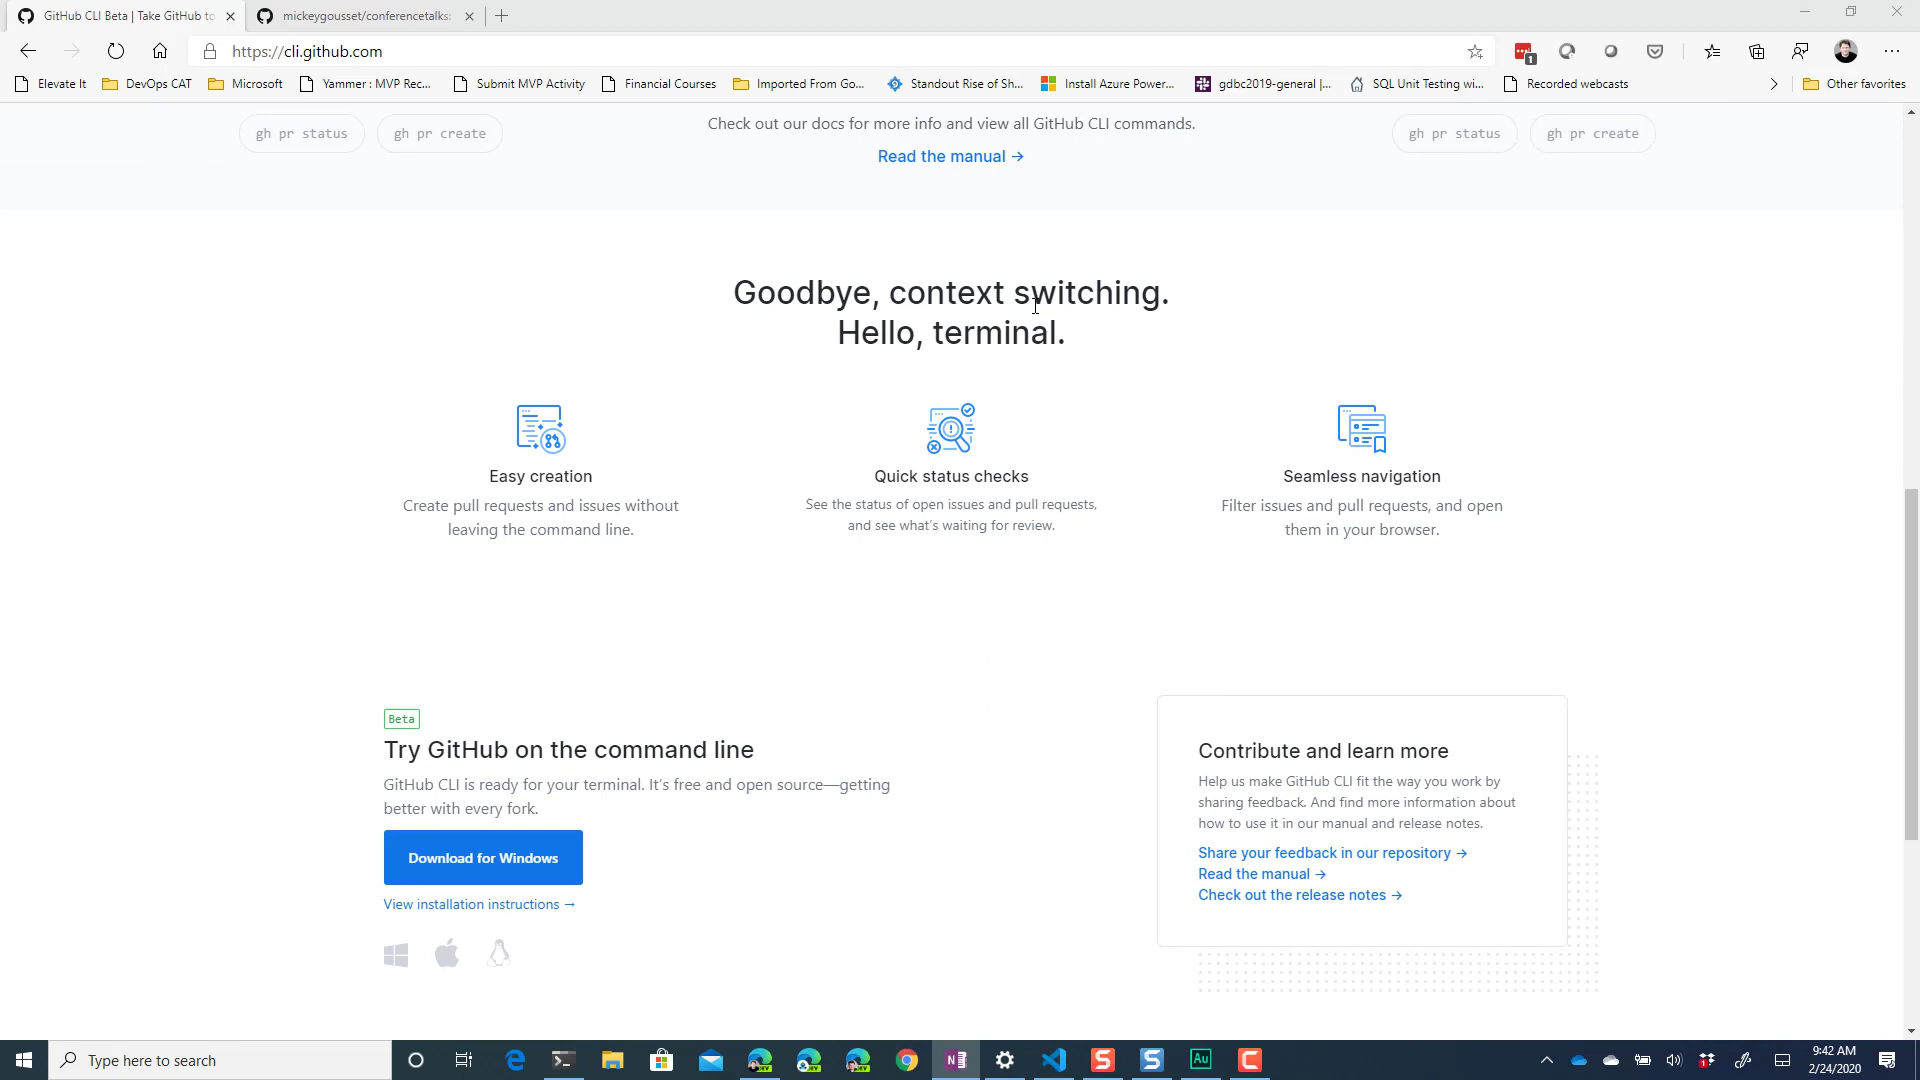 GitHub CLI Beta | Take GitHub to
mickeygousset/conferencetalks:
https://cli.github.com
1
Elevate It
DevOps CAT
Microsoft
Yammer : MVP Rec...
Submit MVP Activity
Financial Courses
Imported From Go...
Standout Rise of Sh...
Install Azure Power...
gdbc2019-general |...
SQL Unit Testing wi...
Recorded webcasts
Other favorites
gh pr status
gh pr create
Check out our docs for more info and view all GitHub CLI commands.
Read the manual →
gh pr status
gh pr create
Goodbye, context switching.
Hello, terminal.
Easy creation
Create pull requests and issues without
leaving the command line.
Quick status checks
See the status of open issues and pull requests,
and see what's waiting for review.
Seamless navigation
Filter issues and pull requests, and open
them in your browser.
Beta
Try GitHub on the command line
GitHub CLI is ready for your terminal. It's free and open source—getting
better with every fork.
Download for Windows
View installation instructions →
Contribute and learn more
Help us make GitHub CLI fit the way you work by
sharing feedback. And find more information about
how to use it in our manual and release notes.
Share your feedback in our repository →
Read the manual →
Check out the release notes →
Type here to search
9:42 AM
2/24/2020